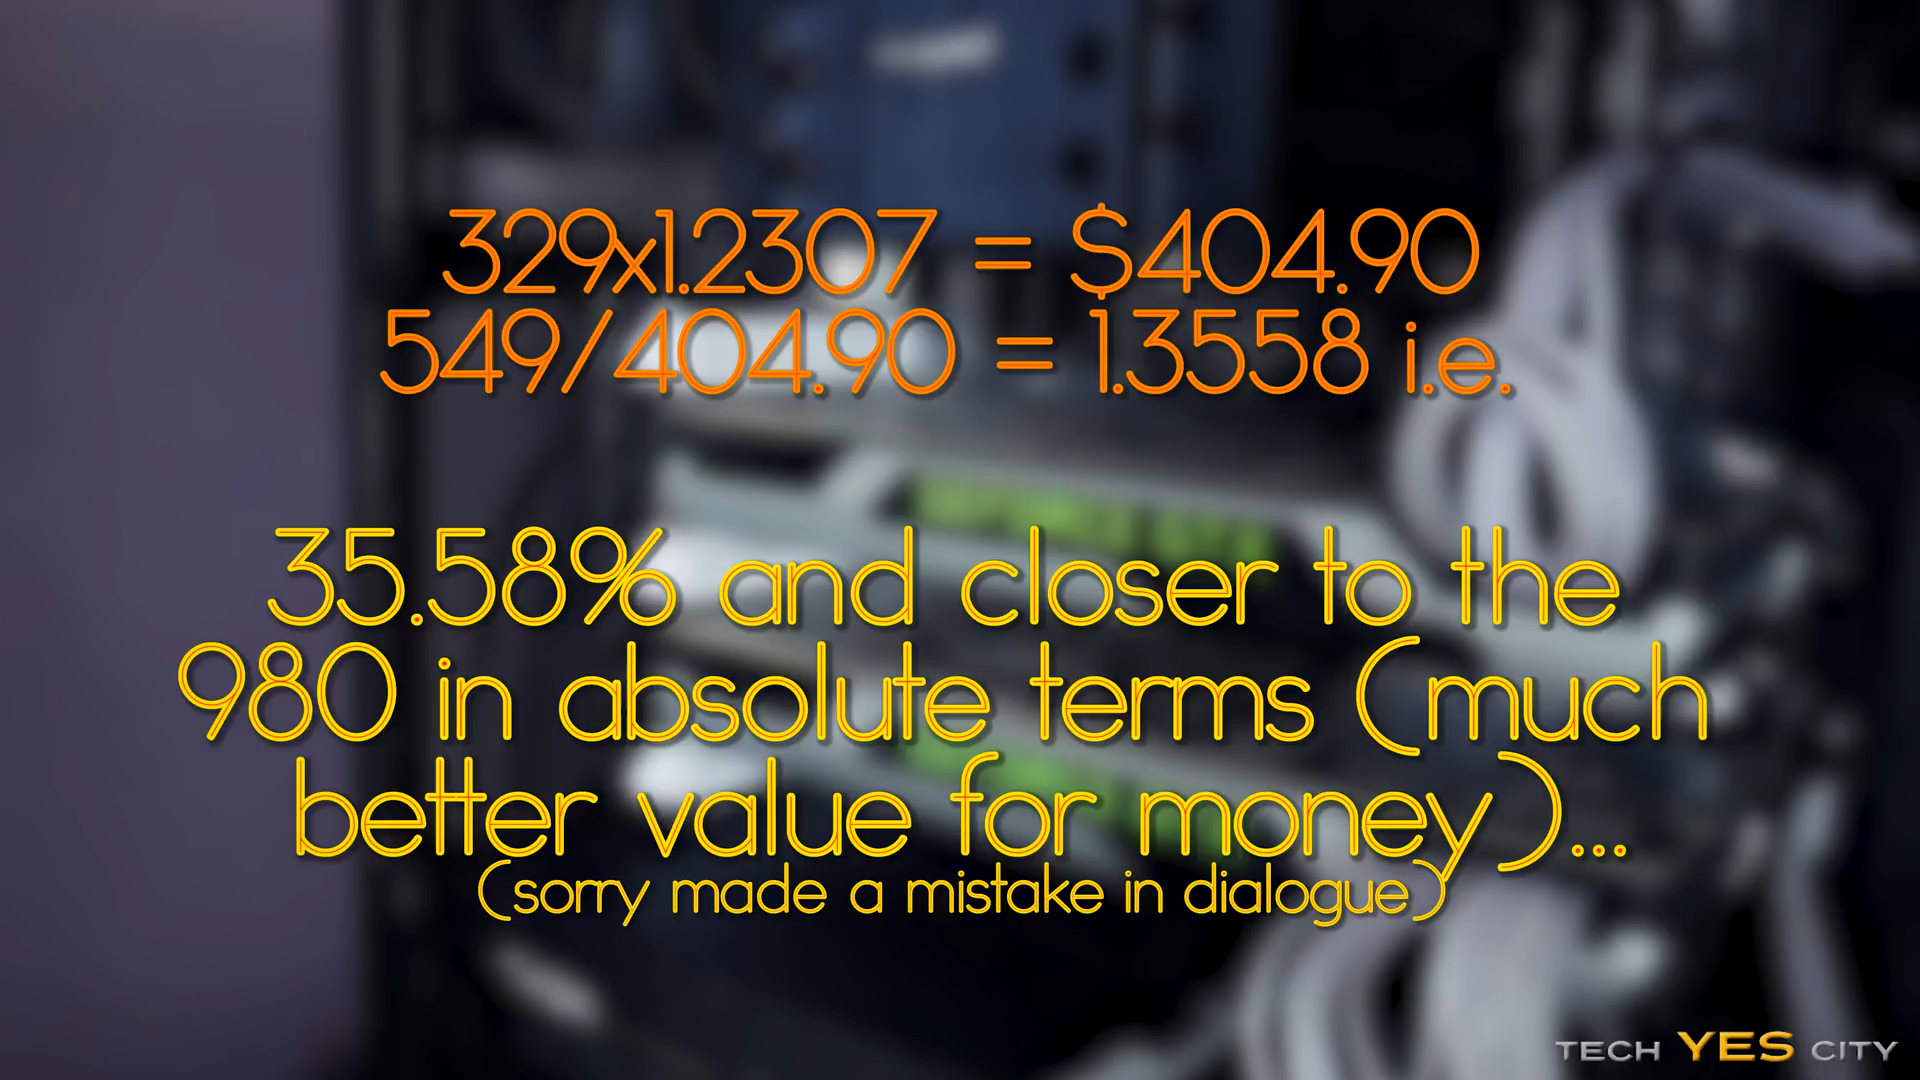 329x1.2307 = $404.90
549/404.90 = 1.3558 i.e.
35.58% and closer to the
980 in absolute terms (much
better value for money)...
(sorry made a mistake in dialogue)
TECH YES CITY